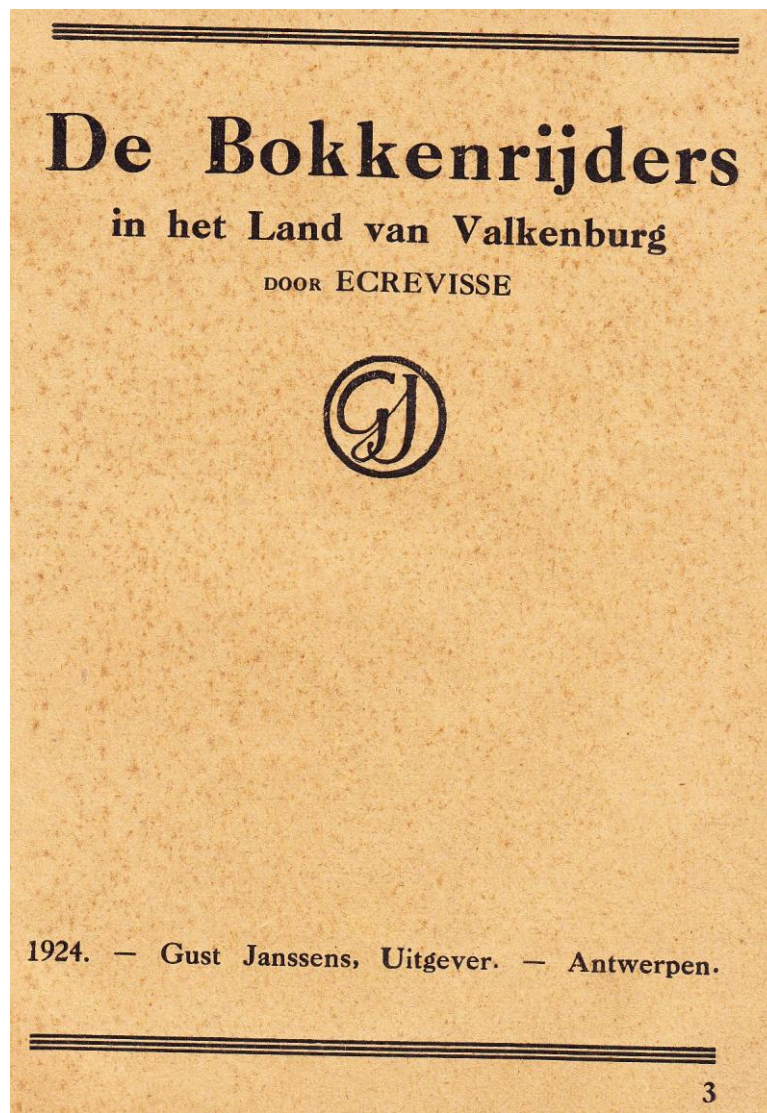 De Bokkenrijders
in het Land van Valkenburg
DOOR ECREVISSE
GJ
1924. — Gust Janssens, Uitgever. — Antwerpen.
3